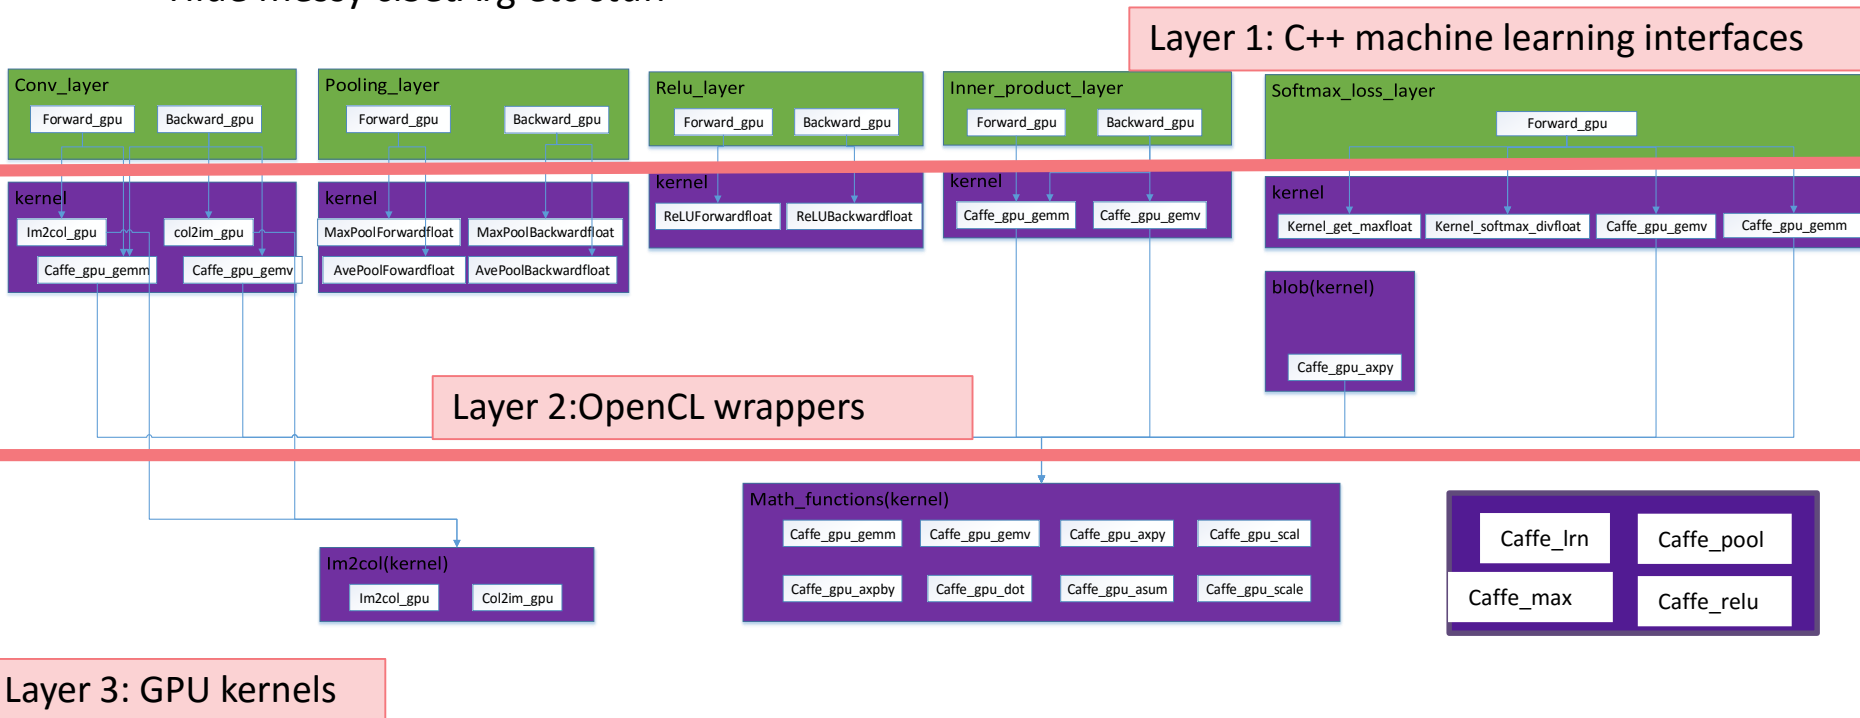 Layer 1: C++ machine learning interfaces
Conv_layer
Forward_gpu
Backward_gpu
Pooling_layer
Forward_gpu
Backward_gpu
Relu_layer
Forward_gpu
Backward_gpu
Inner_product_layer
Forward_gpu
Backward_gpu
Softmax_loss_layer
Forward_gpu
kernel
Im2col_gpu
col2im_gpu
Caffe_gpu_gemm
Caffe_gpu_gemv
kernel
MaxPoolForwardfloat
MaxPoolBackwardfloat
AvePoolFowardfloat
AvePoolBackwardfloat
kernel
ReLUForwardfloat
ReLUBackwardfloat
kernel
Caffe_gpu_gemm
Caffe_gpu_gemv
kernel
Kernel_get_maxfloat
Kernel_softmax_divfloat
Caffe_gpu_gemv
Caffe_gpu_gemm
blob(kernel)
Caffe_gpu_axpy
Layer 2:OpenCL wrappers
Im2col(kernel)
Im2col_gpu
Col2im_gpu
Math_functions(kernel)
Caffe_gpu_gemm
Caffe_gpu_gemv
Caffe_gpu_axpy
Caffe_gpu_scal
Caffe_gpu_axpby
Caffe_gpu_dot
Caffe_gpu_asum
Caffe_gpu_scale
Caffe_lrn
Caffe_pool
Caffe_max
Caffe_relu
Layer 3: GPU kernels